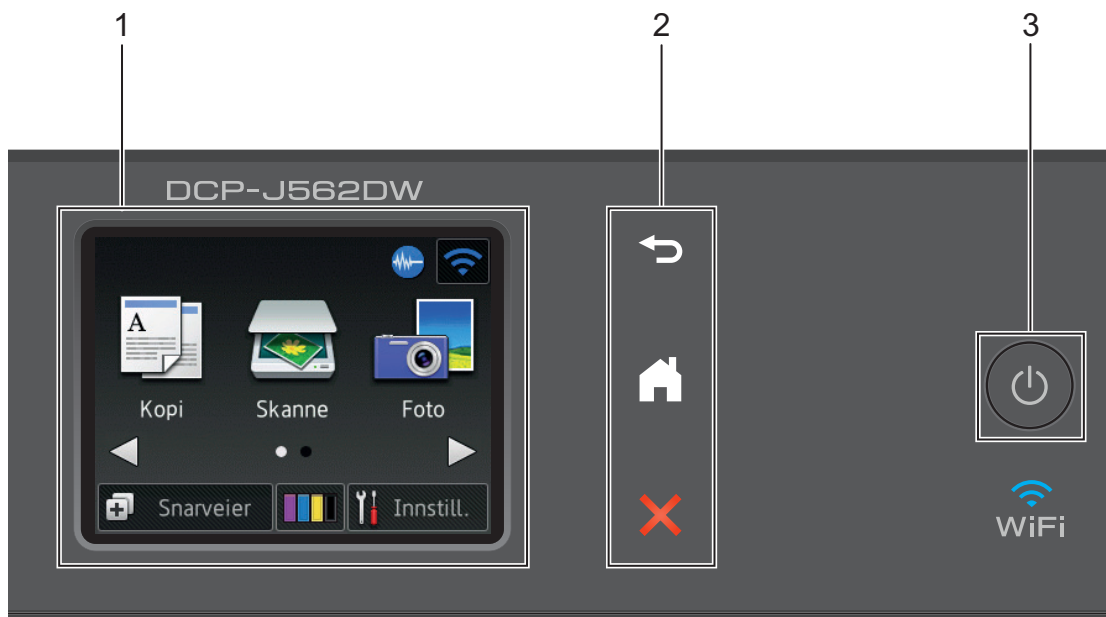 1 2 3
DCP-J562DW
A
Kopi Skanne Foto
Snarveier Innstill.
WiFi